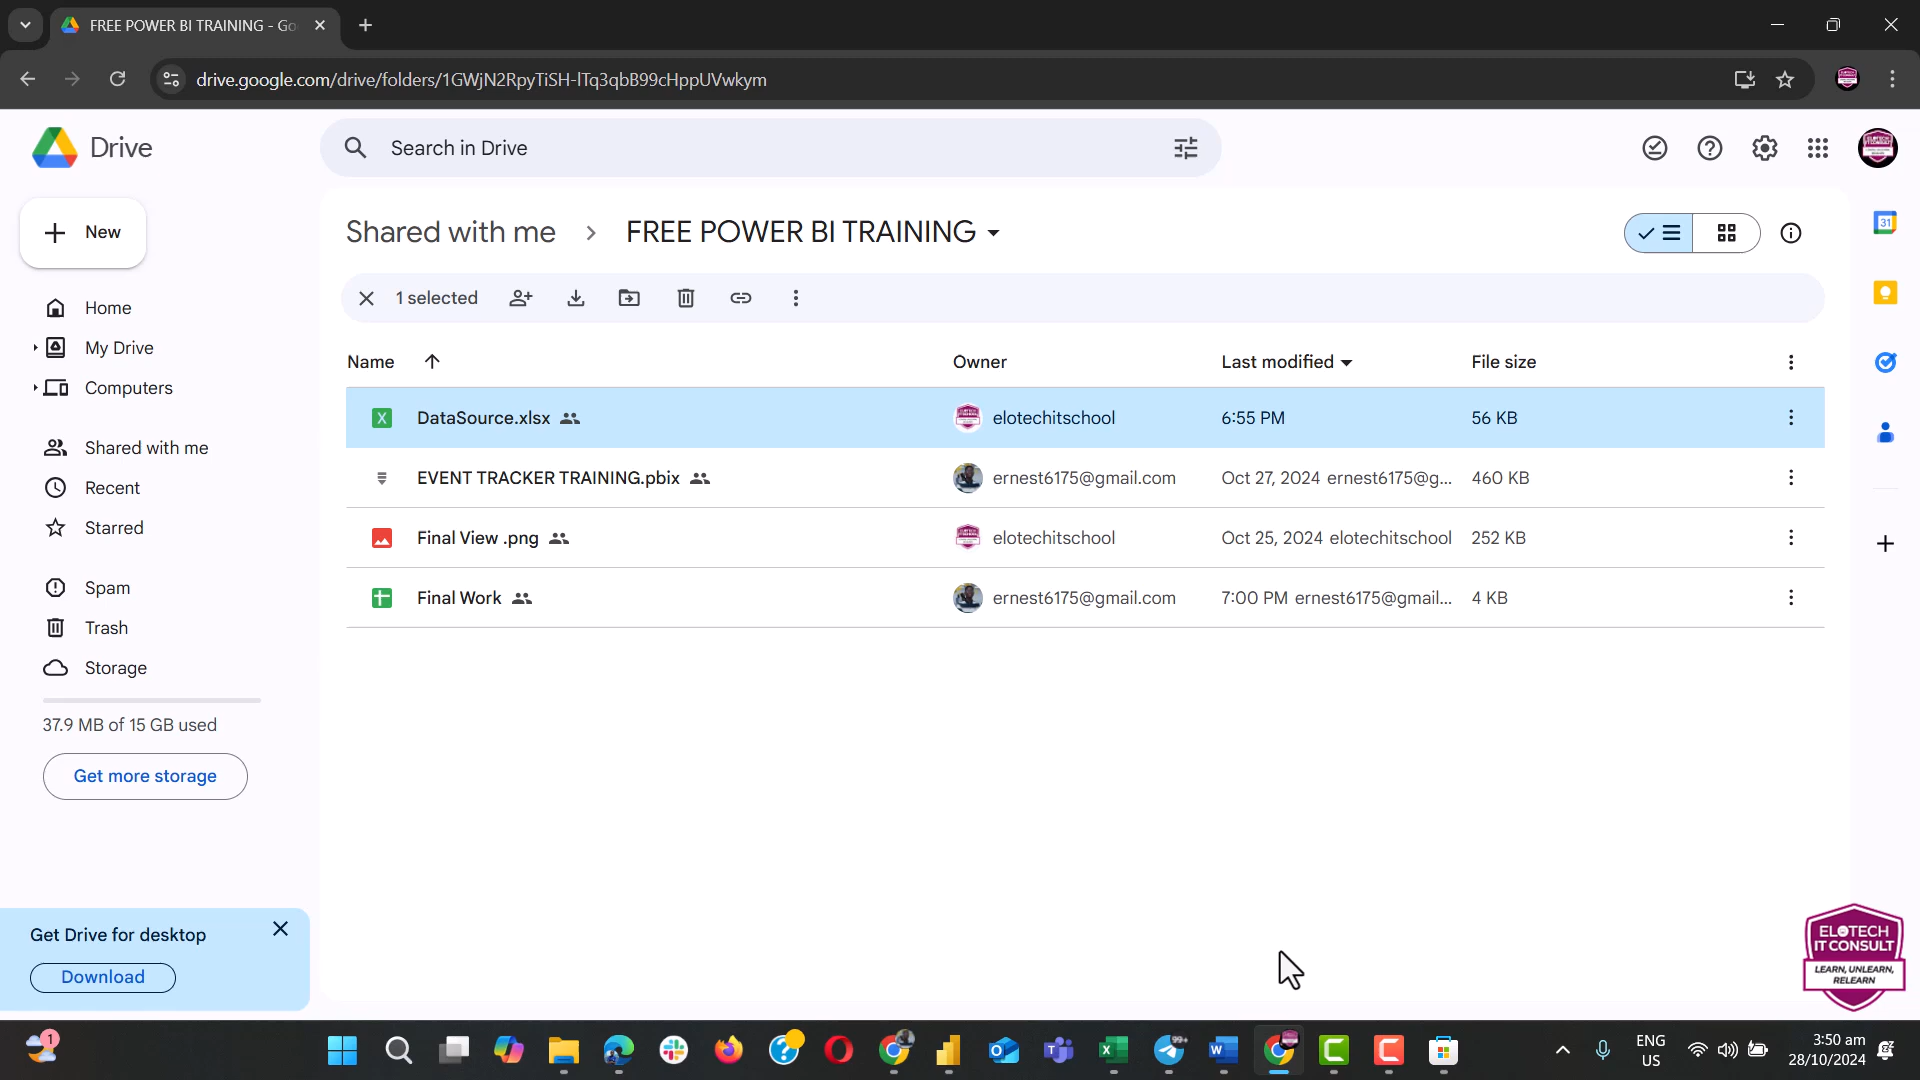 FREE POWER BI TRAINING - Go
drive.google.com/drive/folders/1GWjN2RpyTiSH-lTq3qbB99cHppUVwkym
Drive
Search in Drive
New
Shared with me > FREE POWER BI TRAINING
31
1 selected
Home
My Drive
Computers
Shared with me
Recent
Starred
Spam
Trash
Storage
37.9 MB of 15 GB used
Get more storage
Name Owner Last modified File size
X DataSource.xlsx elotechitschool 6:55 PM 56 KB
EVENT TRACKER TRAINING.pbix ernest6175@gmail.com Oct 27, 2024 ernest6175@g... 460 KB
Final View .png elotechitschool Oct 25, 2024 elotechitschool 252 KB
Final Work ernest6175@gmail.com 7:00 PM ernest6175@gmail... 4 KB
Get Drive for desktop
Download
ELOTECH
IT CONSULT
LEARN, UNLEARN,
RELEARN
1
99+
ENG
US
3:50 am
28/10/2024